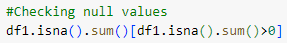 #Checking null values
df1.isna().sum()[df1.isna().sum()>0]